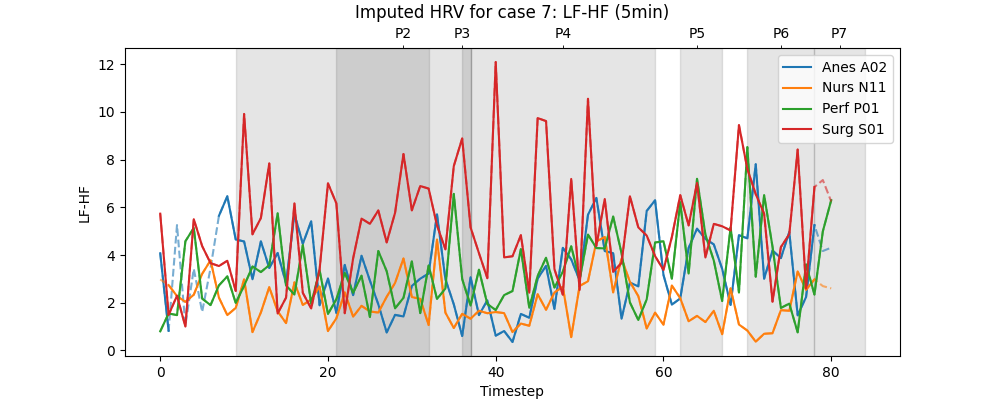 Imputed HRV for case 7: LF-HF (5min)
P2 P3 P4 P5 P6 P7
Anes A02
Nurs N11
Perf P01
Surg S01
12
10
8
6
4
2
0
LF-HF
0 20 40 60 80
Timestep